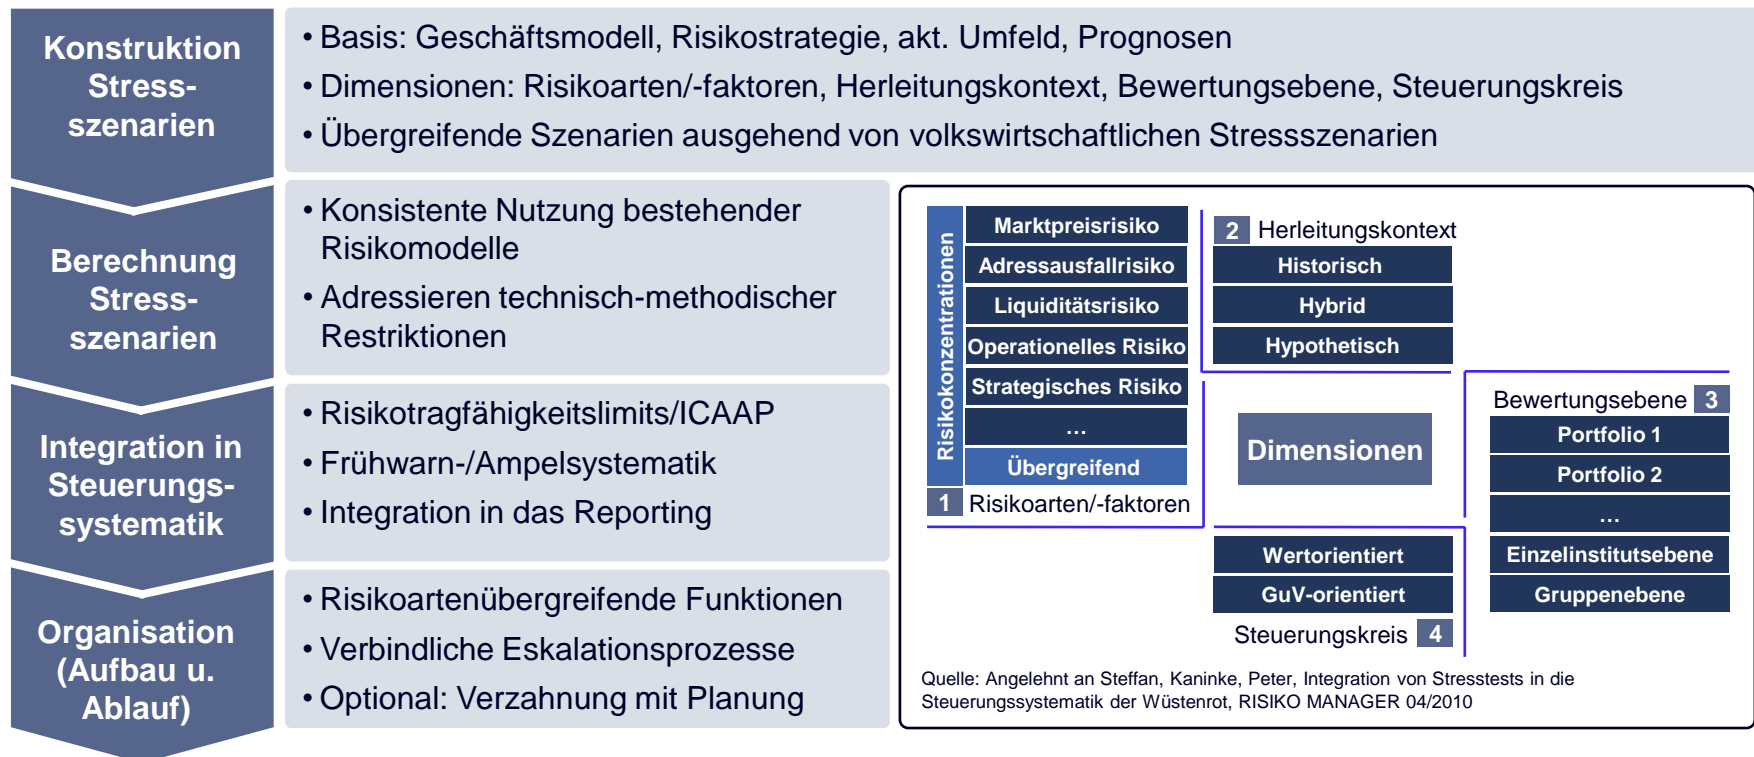 Konstruktion
Stress-
szenarien
• Basis: Geschäftsmodell, Risikostrategie, akt. Umfeld, Prognosen
• Dimensionen: Risikoarten/-faktoren, Herleitungskontext, Bewertungsebene, Steuerungskreis
• Übergreifende Szenarien ausgehend von volkswirtschaftlichen Stressszenarien
Berechnung
Stress-
szenarien
• Konsistente Nutzung bestehender
Risikomodelle
• Adressieren technisch-methodischer
Restriktionen
Integration in
Steuerungs-
systematik
• Risikotragfähigkeitslimits/ICAAP
• Frühwarn-/Ampelsystematik
• Integration in das Reporting
Organisation
(Aufbau u.
Ablauf)
• Risikoartenübergreifende Funktionen
• Verbindliche Eskalationsprozesse
• Optional: Verzahnung mit Planung
Risikokonzentrationen
Marktpreisrisiko
Adressausfallrisiko
Liquiditätsrisiko
Operationelles Risiko
Strategisches Risiko
...
Übergreifend
1 Risikoarten/-faktoren
2 Herleitungskontext
Historisch
Hybrid
Hypothetisch
Dimensionen
Bewertungsebene 3
Portfolio 1
Portfolio 2
...
Einzelinstitutsebene
Gruppenebene
Wertorientiert
GuV-orientiert
Steuerungskreis 4
Quelle: Angelehnt an Steffan, Kaninke, Peter, Integration von Stresstests in die
Steuerungssystematik der Wüstenrot, RISIKO MANAGER 04/2010